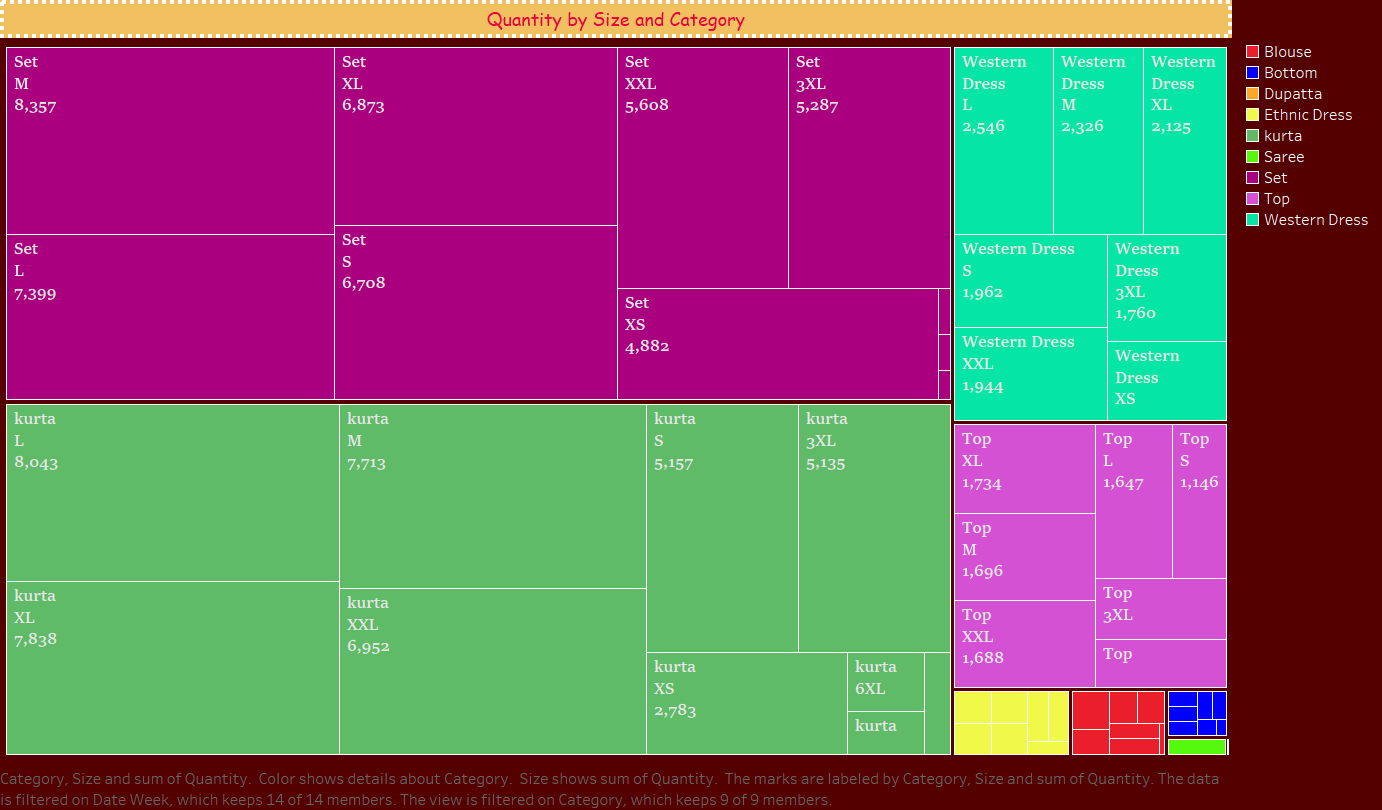 Quantity by Size and Category
Set
M
8,357
Set
XL
6,873
Set
XXL
5,608
Set
3XL
5,287
Set
L
7,399
Set
S
6,708
Set
XS
4,882
Western
Dress
L
2,546
Western
Dress
M
2,326
Western
Dress
XL
2,125
Western Dress
S
1,962
Western
Dress
3XL
1,760
Western Dress
XXL
1,944
Western
Dress
XS
kurta
L
8,043
kurta
M
7,713
kurta
S
5,157
kurta
3XL
5,135
kurta
XL
7,838
kurta
XXL
6,952
kurta
XS
2,783
kurta
6XL
kurta
Top
XL
1,734
Top
L
1,647
Top
S
1,146
Top
M
1,696
Top
XXL
1,688
Top
3XL
Top
Blouse
Bottom
Dupatta
Ethnic Dress
kurta
Saree
Set
Top
Western Dress
Category, Size and sum of Quantity.  Color shows details about Category.  Size shows sum of Quantity.  The marks are labeled by Category, Size and sum of Quantity. The data
is filtered on Date Week, which keeps 14 of 14 members. The view is filtered on Category, which keeps 9 of 9 members.